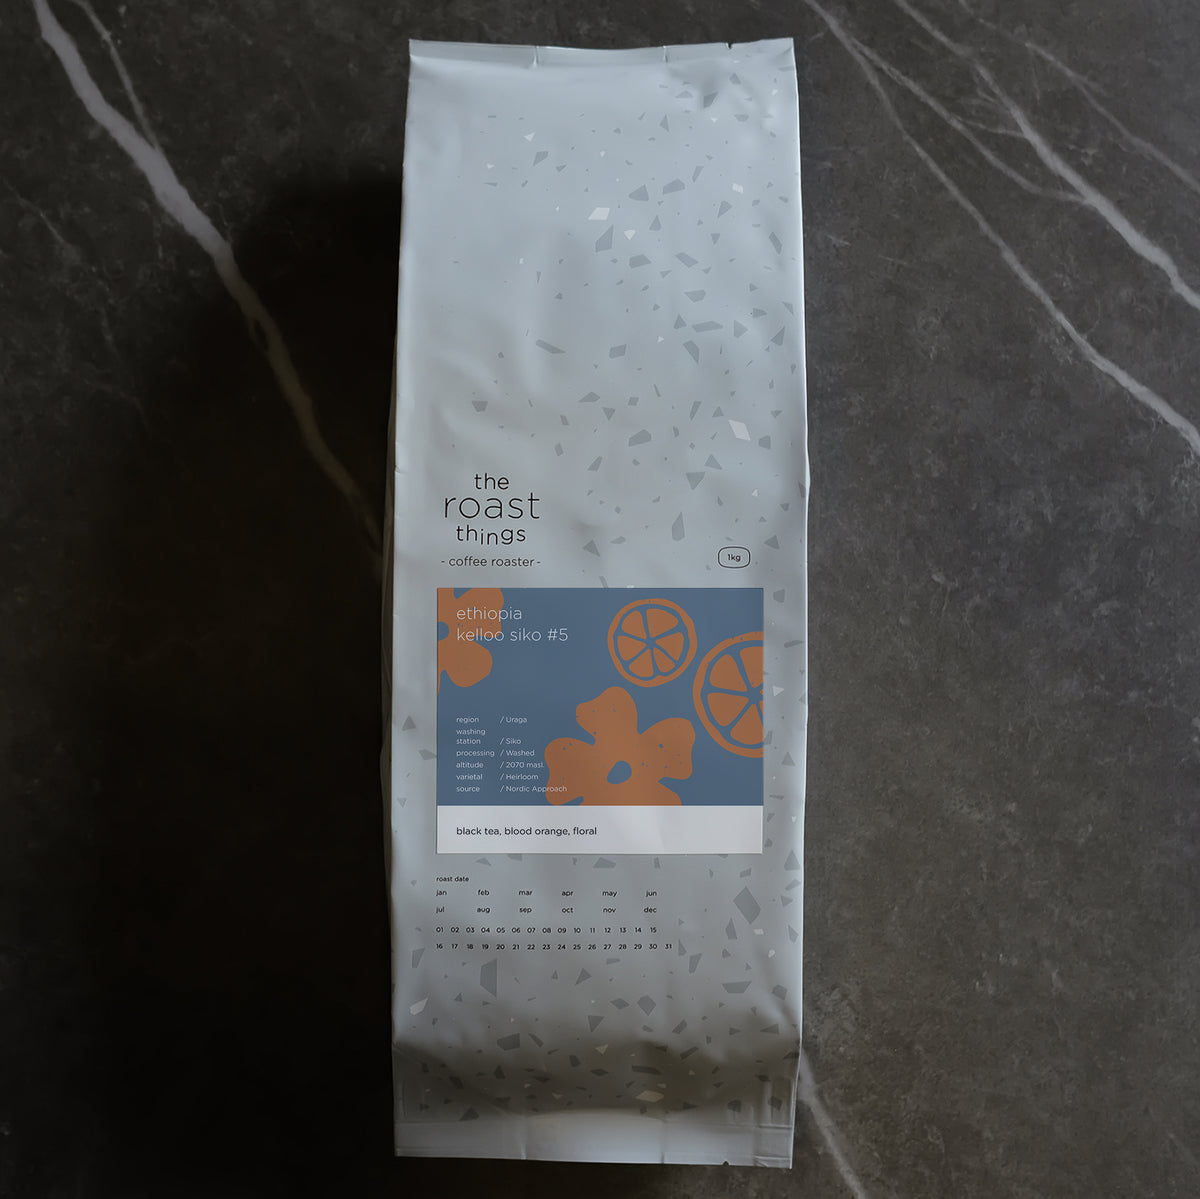 the
roast
things
- coffee roaster -
1kg
ethiopia
kelloo siko #5
region / Uraga
washing
station / Siko
processing / Washed
altitude / 2070 masl.
varietal / Heirloom
source / Nordic Approach
black tea, blood orange, floral
roast date
jan feb mar apr may jun
jul aug sep oct nov dec
01 02 03 04 05 06 07 08 09 10 11 12 13 14 15
16 17 18 19 20 21 22 23 24 25 26 27 28 29 30 31